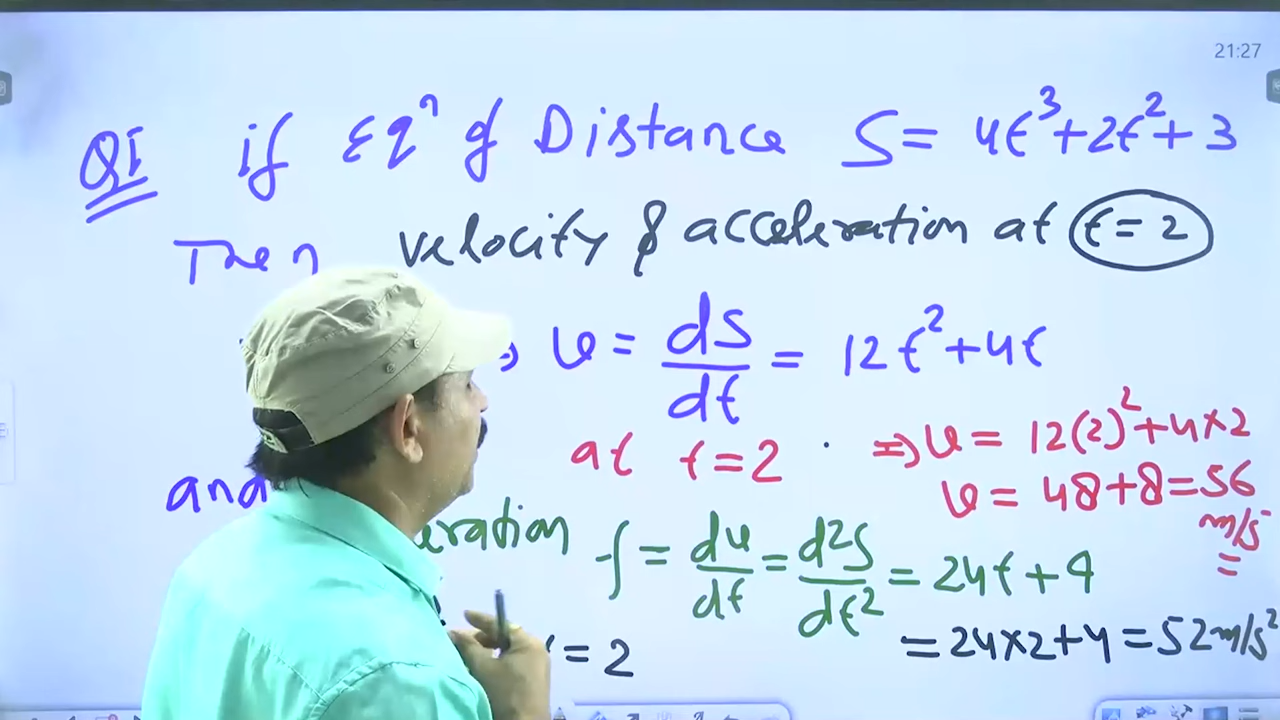 21:27
Q1 if Eqⁿ of Distance S = 4t³+2t²+3
Then velocity & acceleration at t=2
⇒ v = ds/dt = 12t²+4t
at t=2 ⇒ v = 12(2)²+4×2
v = 48+8=56 m/s
and eration f = dv/dt = d²s/dt² = 24t+4
t=2 = 24×2+4=52m/s²